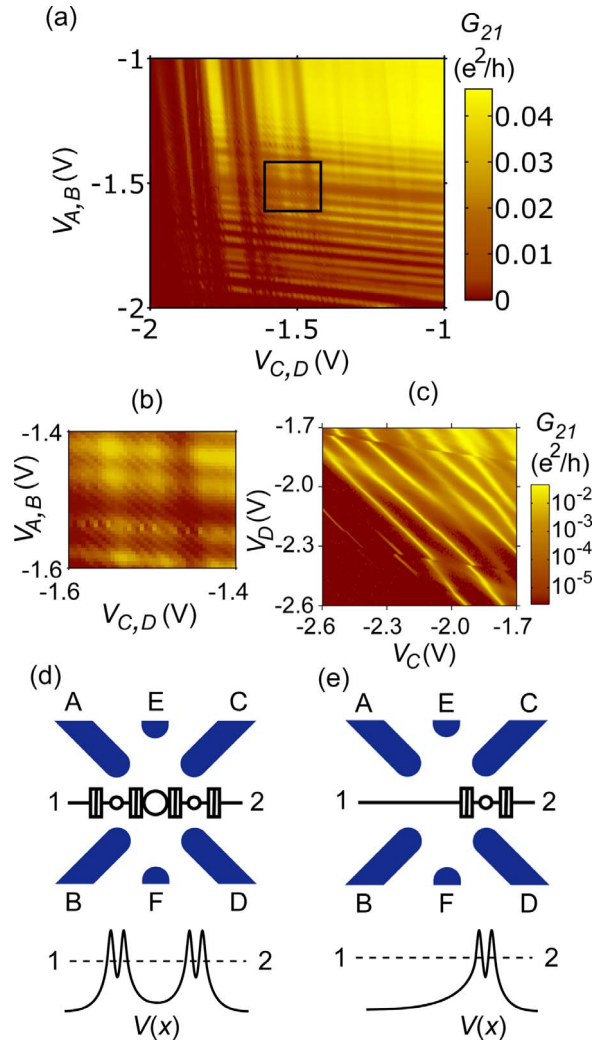 (a)
G21
(e2/h)
-1
-1.5
-2
VA,B(V)
-2
-1.5
-1
VC,D(V)
0.04
0.03
0.02
0.01
0
(b)
-1.4
-1.6
VA,B(V)
-1.6
-1.4
VC,D(V)
(c)
G21
(e2/h)
-1.7
-2.0
-2.3
-2.6
VD(V)
-2.6
-2.3
-2.0
-1.7
VC(V)
10-2
10-3
10-4
10-5
(d)
A E C
1 2
B F D
1 2
V(x)
(e)
A E C
1 2
B F D
1 2
V(x)